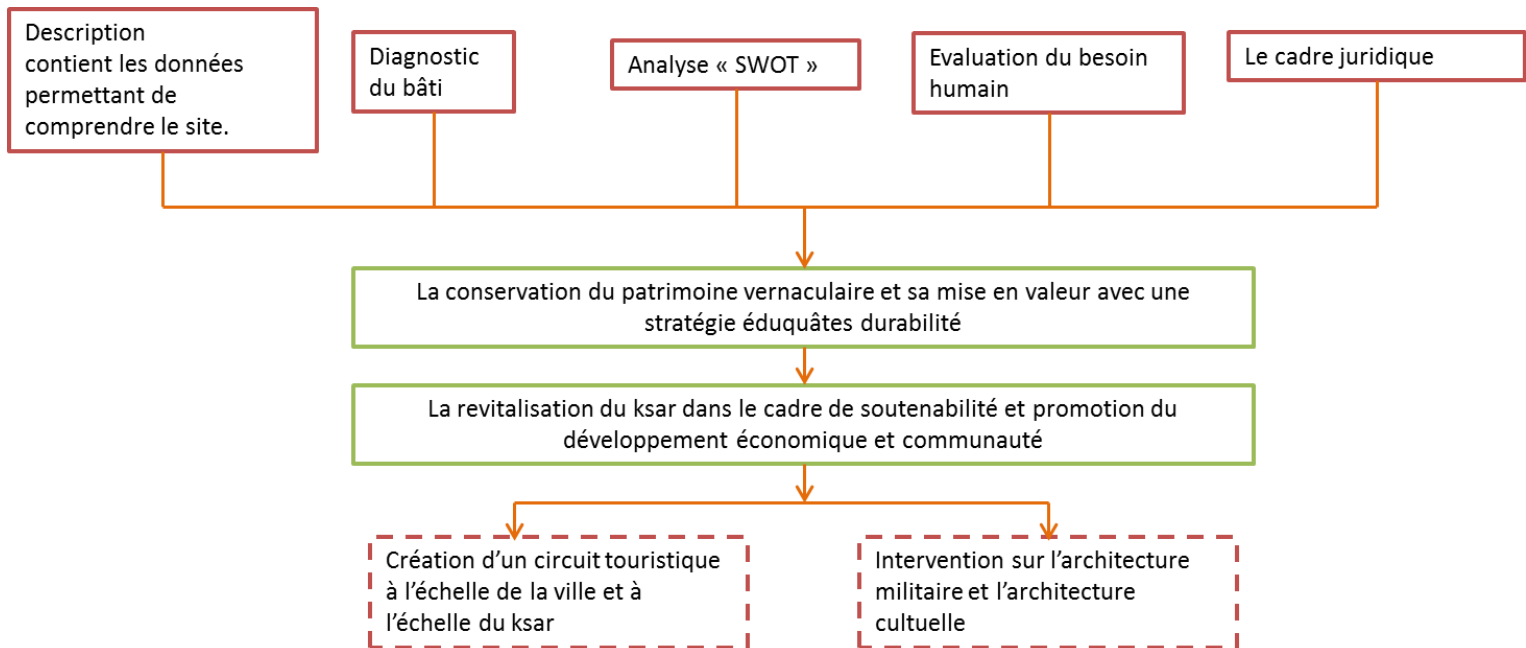 Description
contient les données
permettant de
comprendre le site.
Diagnostic
du bâti
Analyse « SWOT »
Evaluation du besoin
humain
Le cadre juridique
La conservation du patrimoine vernaculaire et sa mise en valeur avec une
stratégie éduquâtes durabilité
La revitalisation du ksar dans le cadre de soutenabilité et promotion du
développement économique et communauté
Création d’un circuit touristique
à l’échelle de la ville et à
l’échelle du ksar
Intervention sur l’architecture
militaire et l’architecture
cultuelle